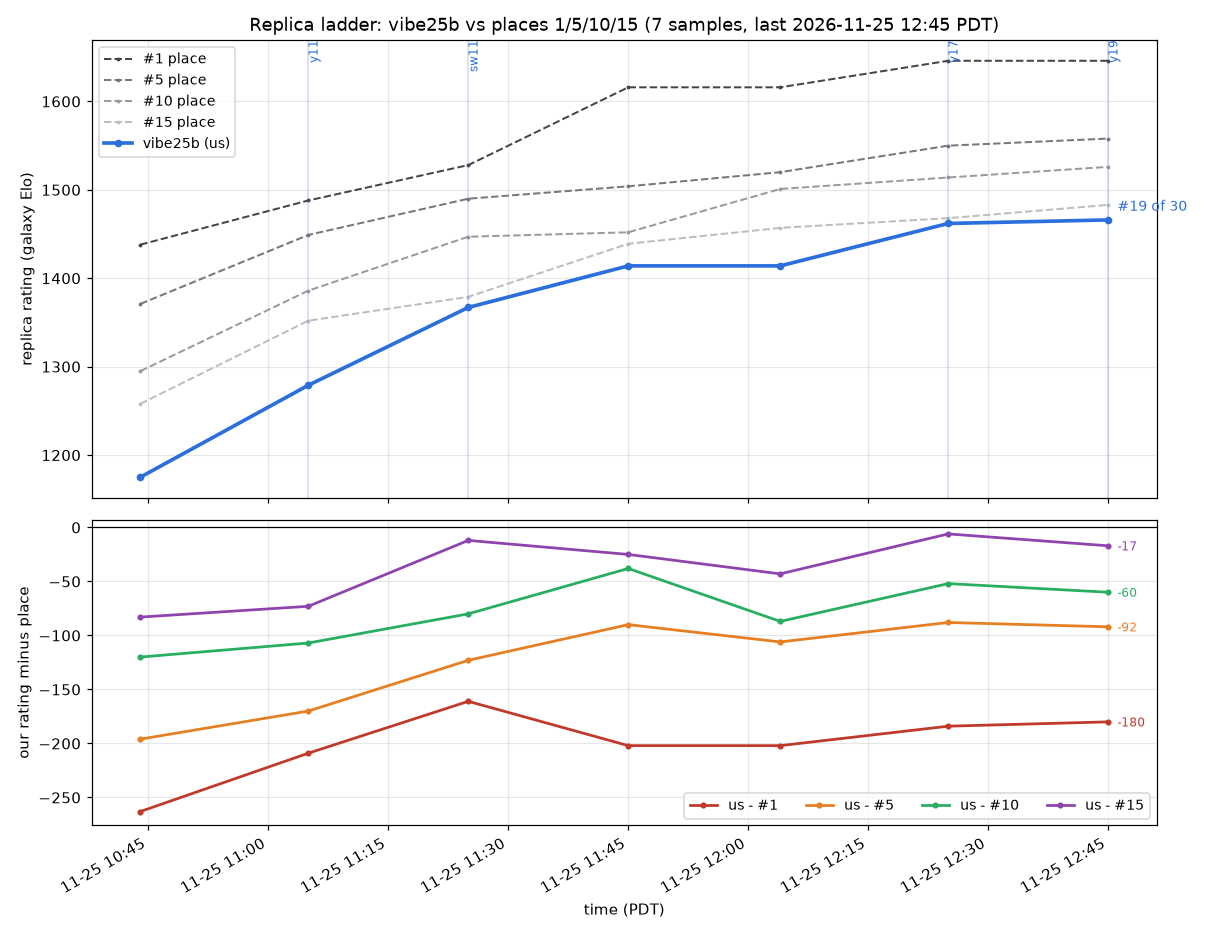 Replica ladder: vibe25b vs places 1/5/10/15 (7 samples, last 2026-11-25 12:45 PDT)
#1 place
#5 place
#10 place
#15 place
vibe25b (us)
y11
sw11
y17
y19
1600
1500
1400
1300
1200
replica rating (galaxy Elo)
#19 of 30
0
−50
−100
−150
−200
−250
our rating minus place
-17
-60
-92
-180
us - #1
us - #5
us - #10
us - #15
11-25 10:45
11-25 11:00
11-25 11:15
11-25 11:30
11-25 11:45
11-25 12:00
11-25 12:15
11-25 12:30
11-25 12:45
time (PDT)